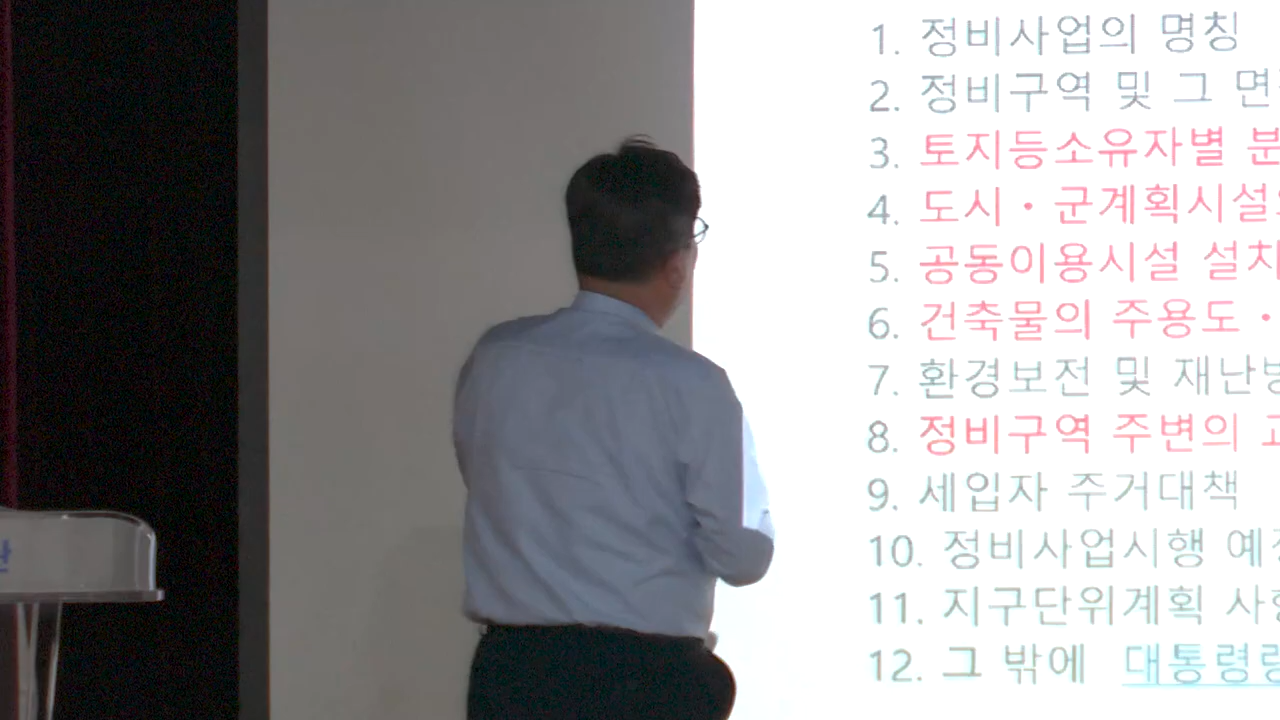 1. 정비사업의 명칭
2. 정비구역 및 그
3. 토지등소유자별
4. 도시・군계획시설
5. 공동이용시설 설치
6. 건축물의 주용도・
7. 환경보전 및
8. 정비구역 주변의
9. 세입자 주거대책
10. 정비사업시행
11. 지구단위계획
12. 그 밖에 대통령령